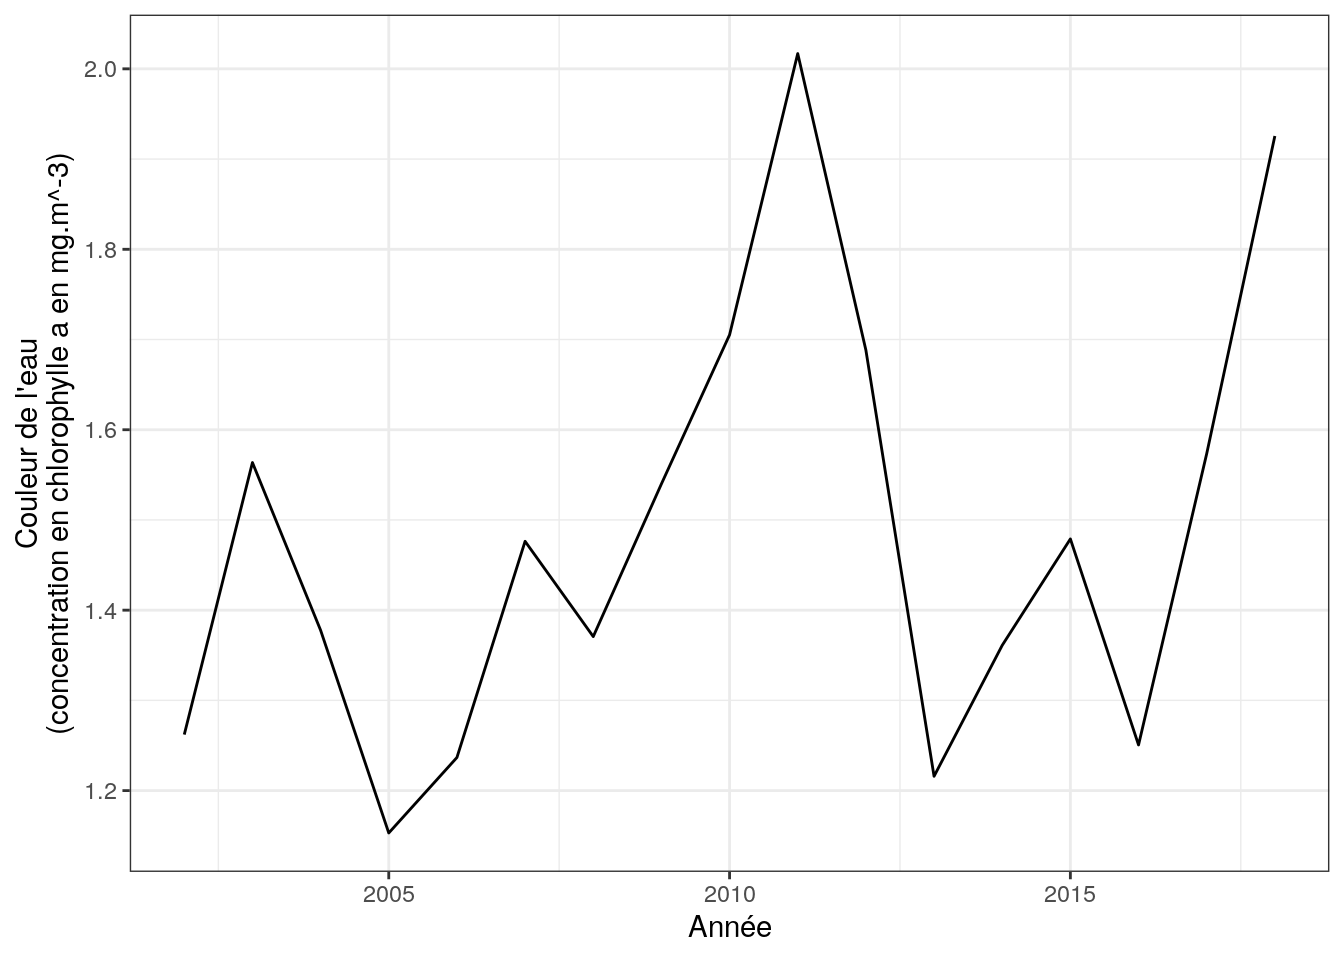 Couleur de l'eau
(concentration en chlorophylle a en mg.m^-3)
2.0
1.8
1.6
1.4
1.2
2005
2010
2015
Année